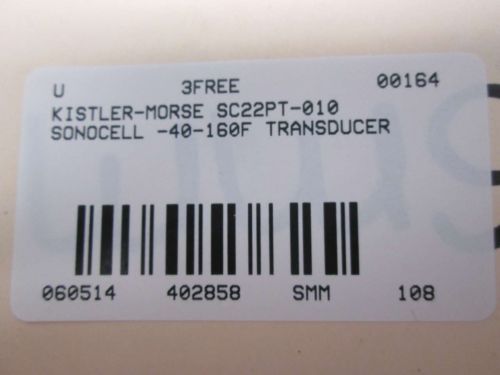 U 3FREE 00164
KISTLER-MORSE SC22PT-010
SONOCELL -40-160F TRANSDUCER
060514 402858 SMM 108